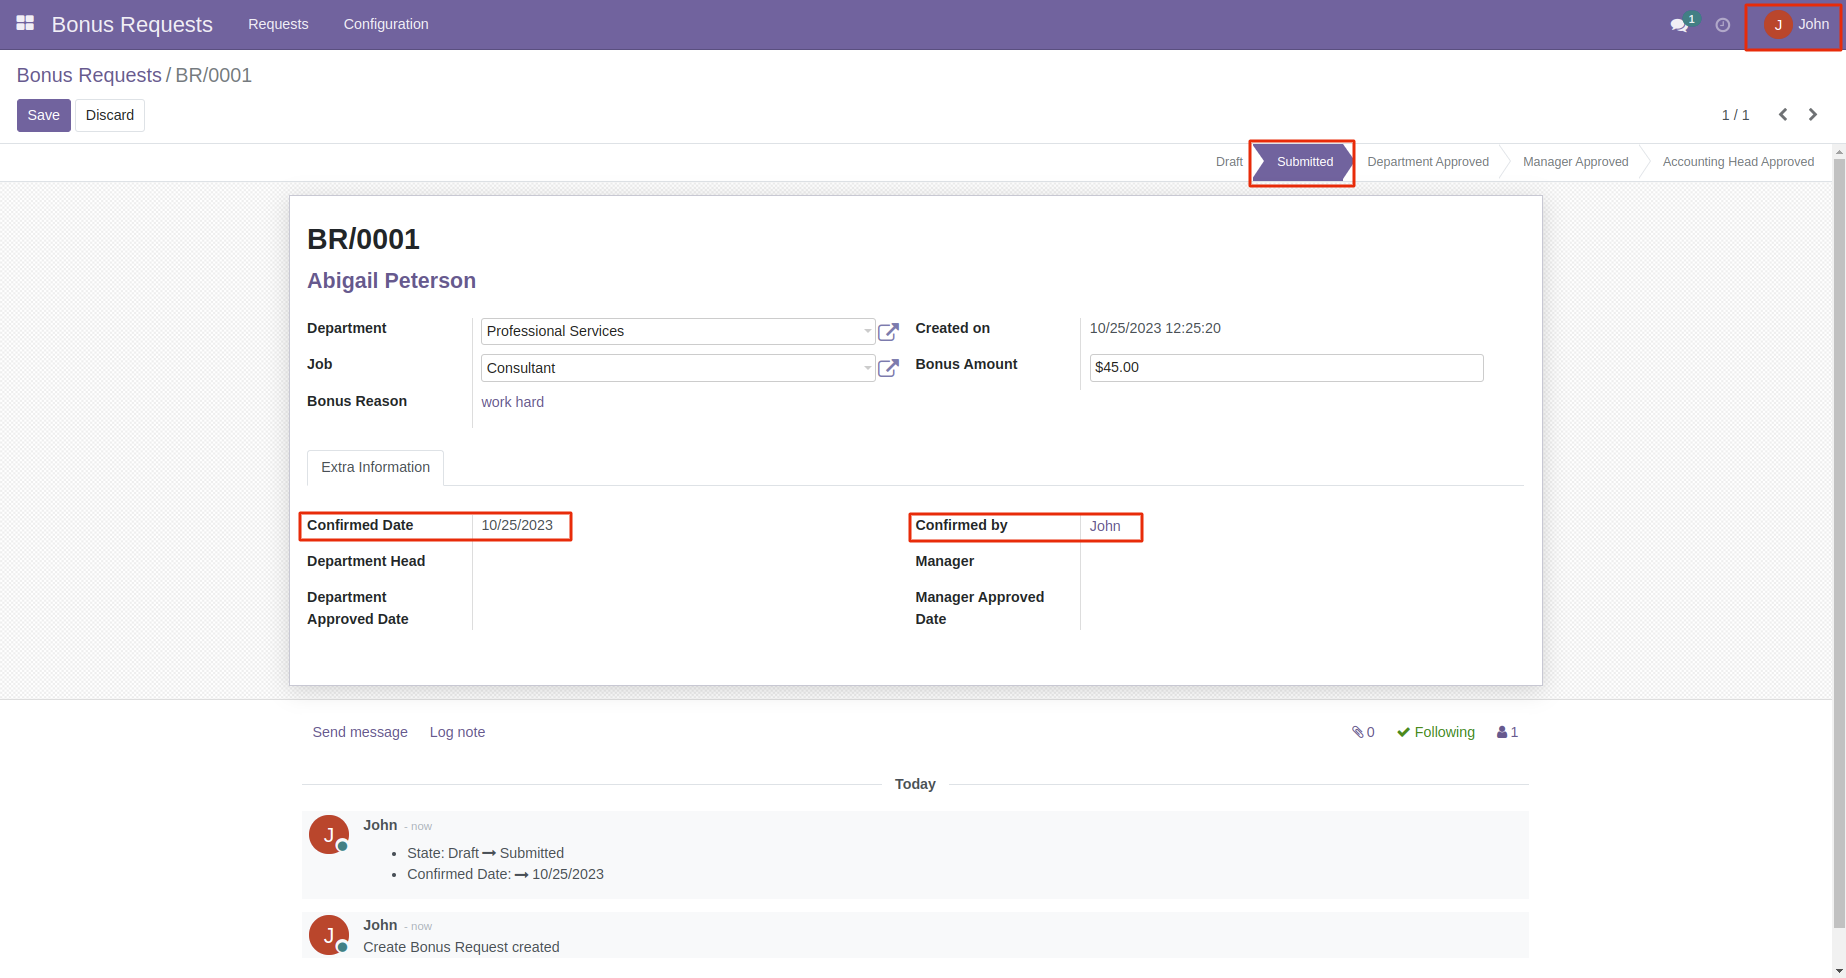 Bonus Requests Requests Configuration 1 J John
Bonus Requests / BR/0001
Save Discard 1 / 1
Draft Submitted Department Approved Manager Approved Accounting Head Approved
BR/0001
Abigail Peterson
Department Professional Services Created on 10/25/2023 12:25:20
Job Consultant Bonus Amount $45.00
Bonus Reason work hard
Extra Information
Confirmed Date 10/25/2023 Confirmed by John
Department Head Manager
Department Manager Approved
Approved Date Date
Send message Log note 0 Following 1
Today
J John - now
State: Draft → Submitted
Confirmed Date: → 10/25/2023
J John - now
Create Bonus Request created